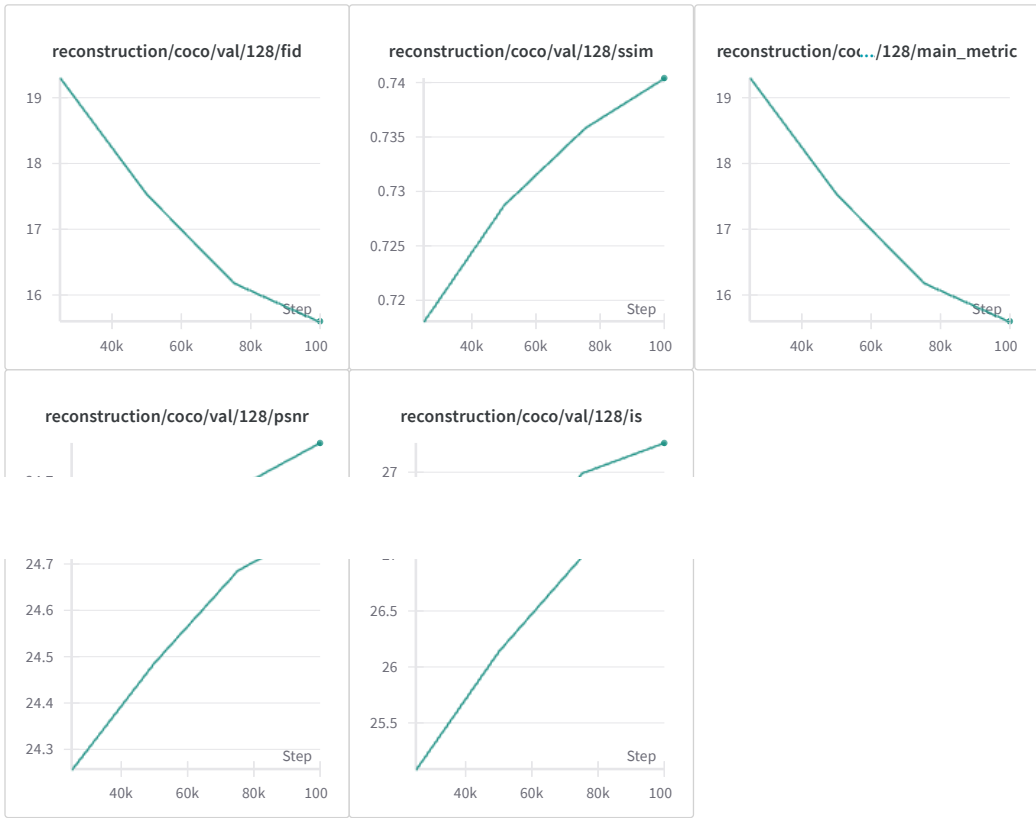 reconstruction/coco/val/128/fid
19
18
17
16
Step
40k
60k
80k
100
reconstruction/coco/val/128/ssim
0.74
0.735
0.73
0.725
0.72
Step
40k
60k
80k
100
reconstruction/coc.../128/main_metric
19
18
17
16
Step
40k
60k
80k
100
reconstruction/coco/val/128/psnr
24.7
24.6
24.5
24.4
24.3
Step
40k
60k
80k
100
reconstruction/coco/val/128/is
27
26.5
26
25.5
Step
40k
60k
80k
100